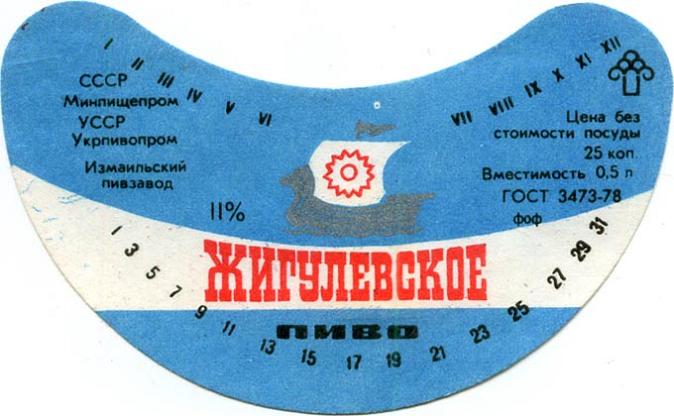 I II III IV V VI VII VIII IX X XI XII
СССР
Минпищепром
УССР
Укрпивопром
Измаильский
пивзавод
Цена без
стоимости посуды
25 коп.
Вместимость 0,5 л
ГОСТ 3473-78
фоф
11%
ЖИГУЛЕВСКОЕ
ПИВО
1 3 5 7 9 11 13 15 17 19 21 23 25 27 29 31